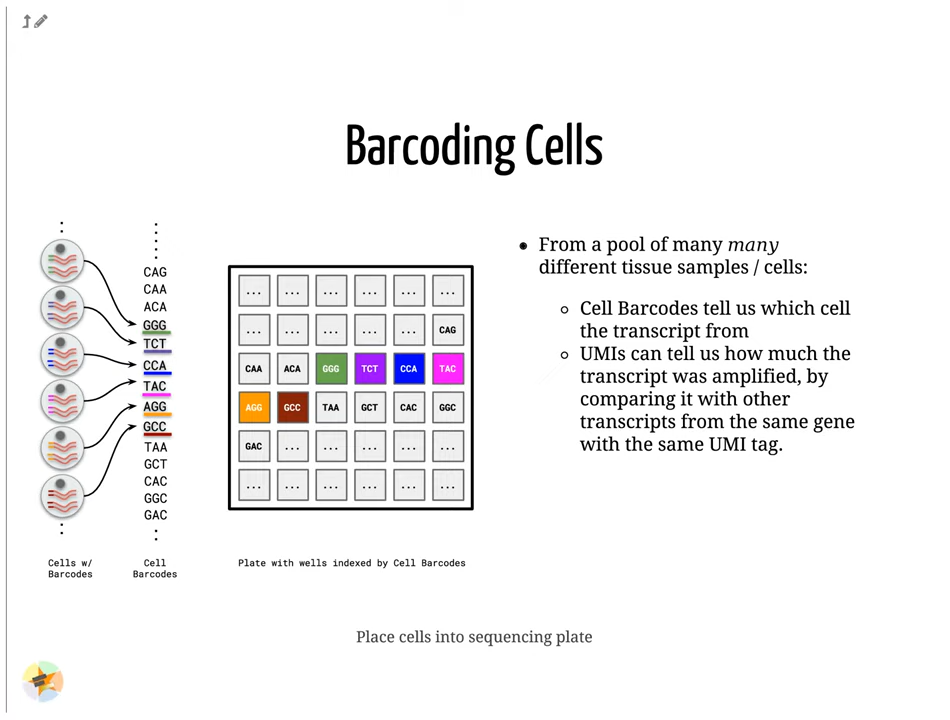 Barcoding Cells
CAG
CAA
ACA
GGG
TCT
CCA
TAC
AGG
GCC
TAA
GCT
CAC
GGC
GAC
Cells w/
Barcodes
Cell
Barcodes
... ... ... ... ... ...
... ... ... ... ... CAG
CAA ACA GGG TCT CCA TAC
AGG GCC TAA GCT CAC GGC
GAC ... ... ... ... ...
... ... ... ... ... ...
Plate with wells indexed by Cell Barcodes
From a pool of many many
different tissue samples / cells:
Cell Barcodes tell us which cell
the transcript from
UMIs can tell us how much the
transcript was amplified, by
comparing it with other
transcripts from the same gene
with the same UMI tag.
Place cells into sequencing plate